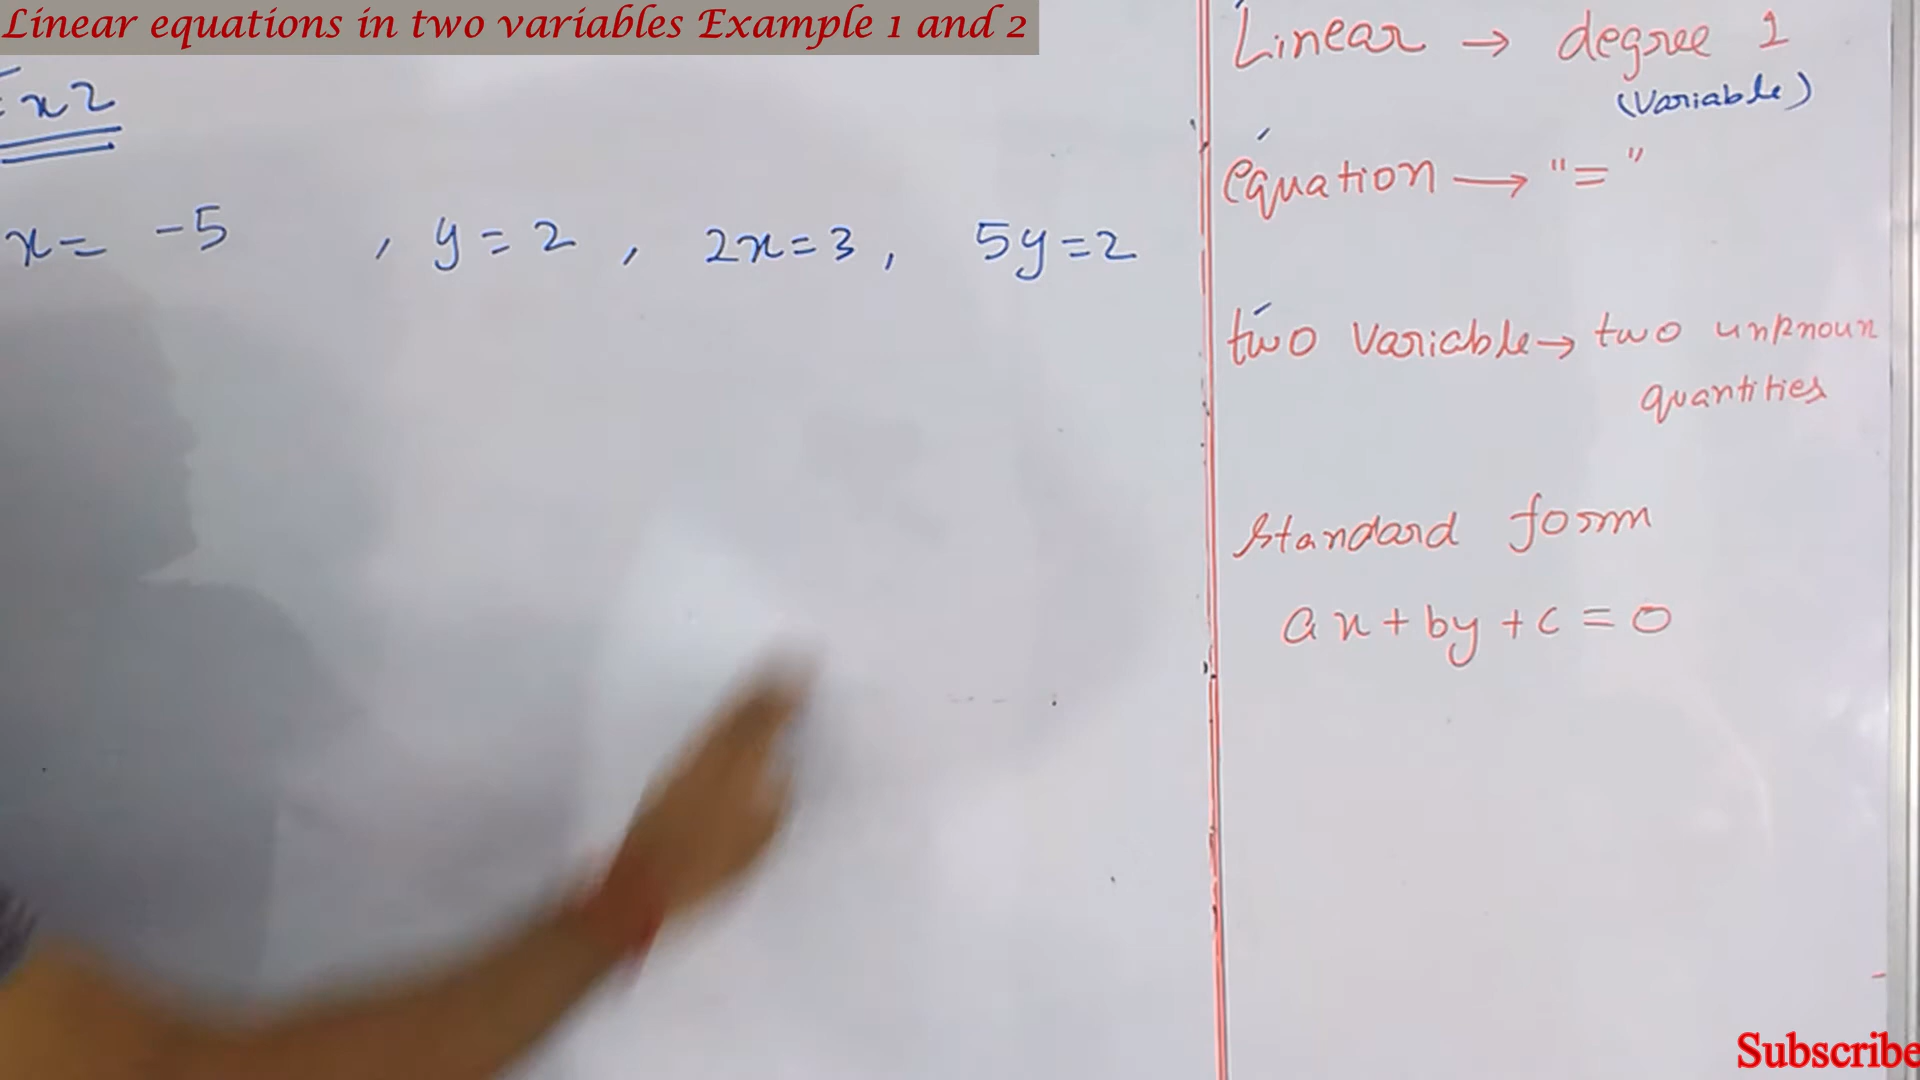 Linear equations in two variables Example 1 and 2
Ex2
x = -5 , y = 2 , 2x = 3 , 5y = 2
Linear → degree 1
(Variable)
equation → "="
two variable → two unknown
quantities
Standard form
ax + by + c = 0
Subscribe